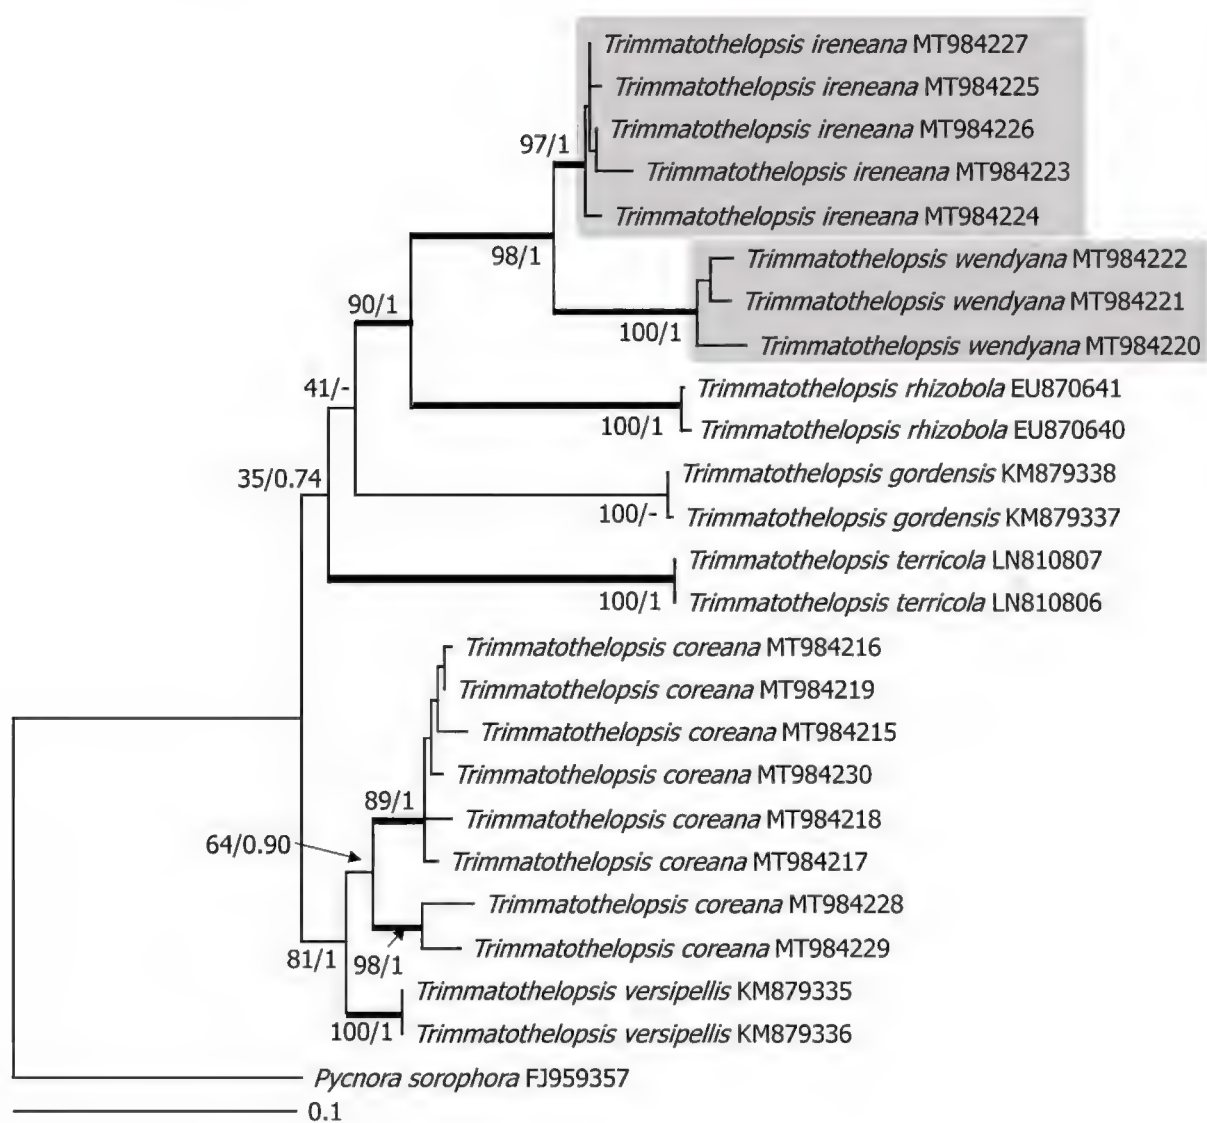 Trimmatothelopsis ireneana MT984227
Trimmatothelopsis ireneana MT984225
Trimmatothelopsis ireneana MT984226
97/1
Trimmatothelopsis ireneana MT984223
Trimmatothelopsis ireneana MT984224
98/1
Trimmatothelopsis wendyana MT984222
90/1
Trimmatothelopsis wendyana MT984221
100/1
Trimmatothelopsis wendyana MT984220
41/-
Trimmatothelopsis rhizobola EU870641
100/1
Trimmatothelopsis rhizobola EU870640
35/0.74
Trimmatothelopsis gordensis KM879338
100/-
Trimmatothelopsis gordensis KM879337
Trimmatothelopsis terricola LN810807
100/1
Trimmatothelopsis terricola LN810806
Trimmatothelopsis coreana MT984216
Trimmatothelopsis coreana MT984219
Trimmatothelopsis coreana MT984215
Trimmatothelopsis coreana MT984230
89/1
Trimmatothelopsis coreana MT984218
64/0.90
Trimmatothelopsis coreana MT984217
Trimmatothelopsis coreana MT984228
Trimmatothelopsis coreana MT984229
81/1
98/1
Trimmatothelopsis versipellis KM879335
100/1
Trimmatothelopsis versipellis KM879336
Pycnora sorophora FJ959357
0.1